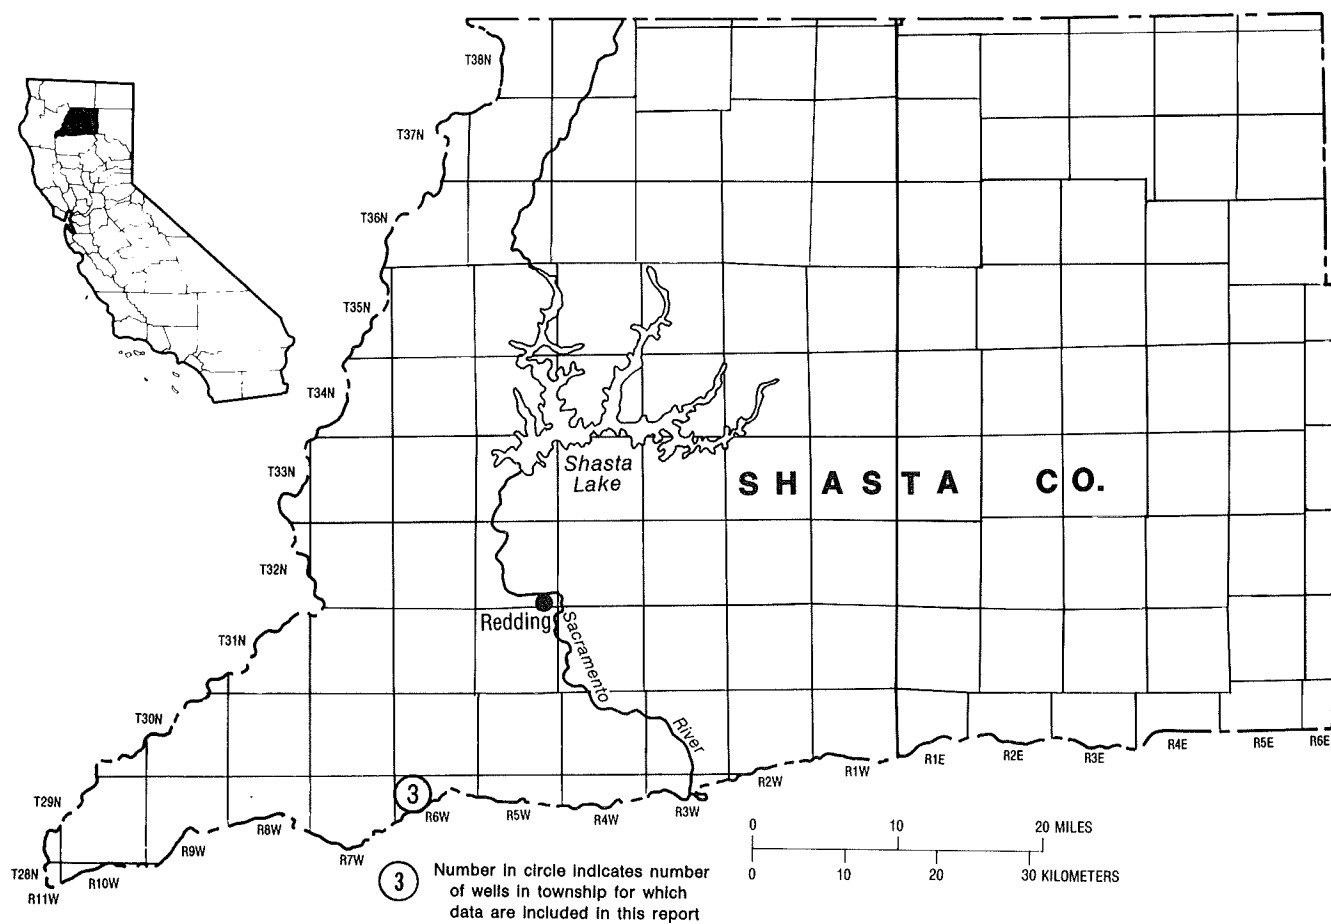 T38N
T37N
T36N
T35N
T34N
T33N
T32N
T31N
T30N
T29N
T28N
Shasta
Lake
SHASTA CO.
Redding
Sacramento
River
3
R11W
R10W
R9W
R8W
R7W
R6W
R5W
R4W
R3W
R2W
R1W
R1E
R2E
R3E
R4E
R5E
R6E
0 10 20 MILES
0 10 20 30 KILOMETERS
3
Number in circle indicates number
of wells in township for which
data are included in this report